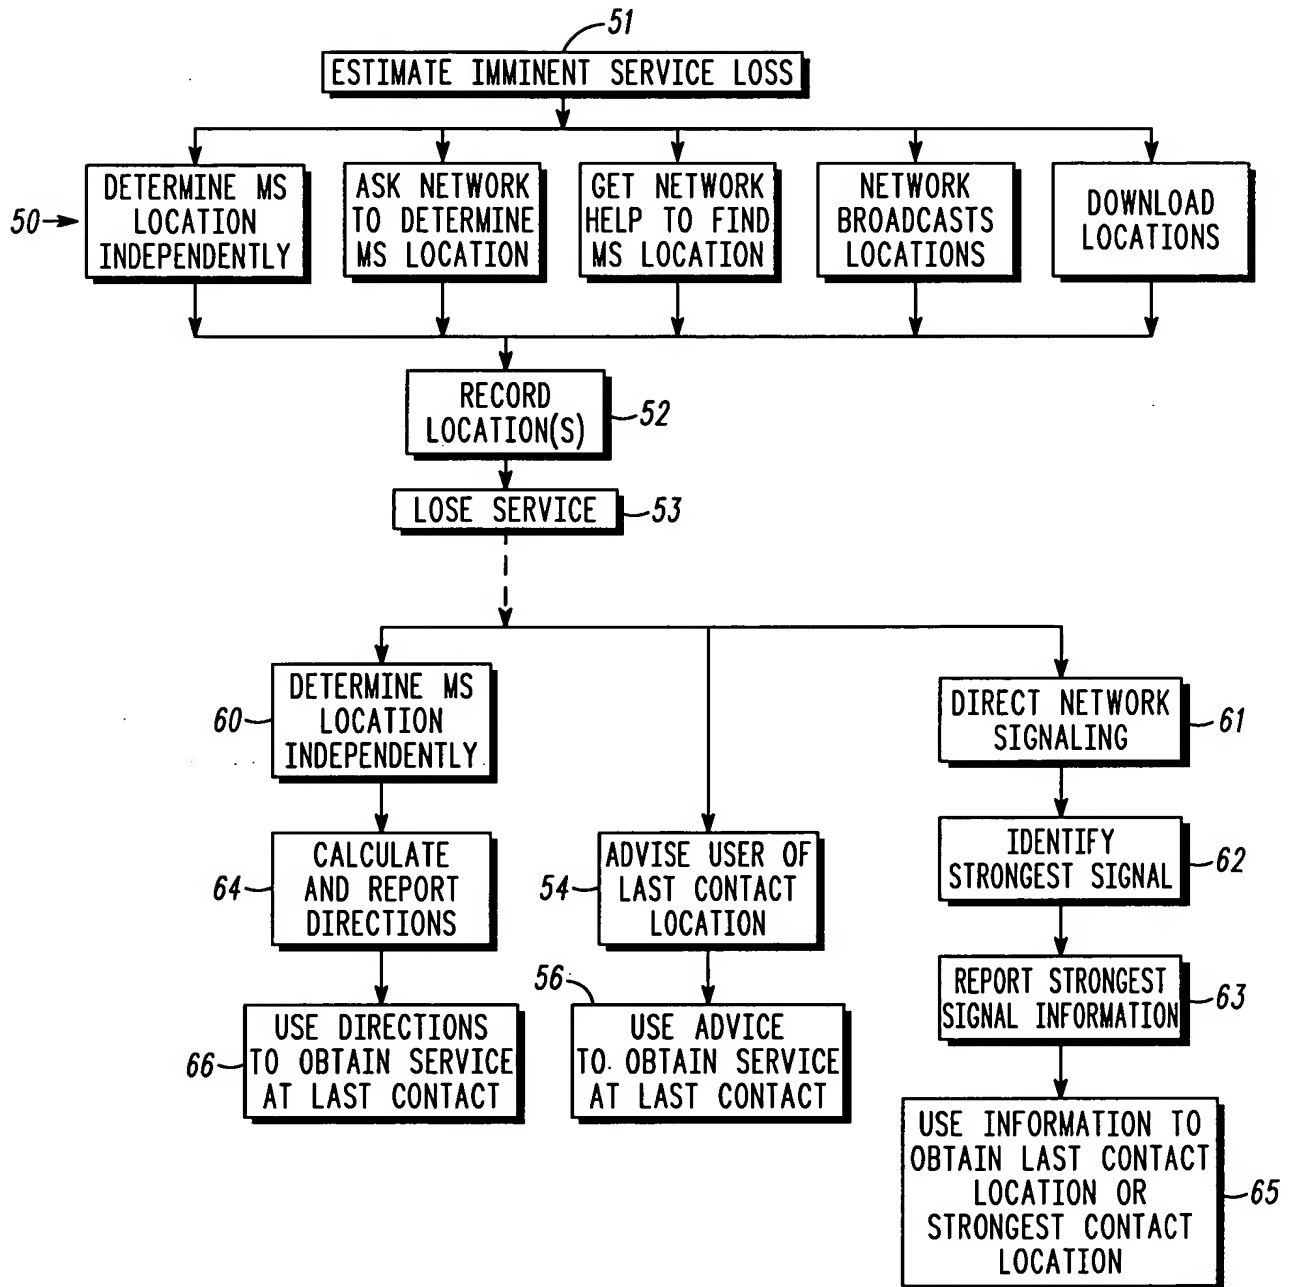 51
ESTIMATE IMMINENT SERVICE LOSS
50
DETERMINE MS
LOCATION
INDEPENDENTLY
ASK NETWORK
TO DETERMINE
MS LOCATION
GET NETWORK
HELP TO FIND
MS LOCATION
NETWORK
BROADCASTS
LOCATIONS
DOWNLOAD
LOCATIONS
RECORD
LOCATION(S)
52
LOSE SERVICE
53
60
DETERMINE MS
LOCATION
INDEPENDENTLY
64
CALCULATE
AND REPORT
DIRECTIONS
66
USE DIRECTIONS
TO OBTAIN SERVICE
AT LAST CONTACT
54
ADVISE USER OF
LAST CONTACT
LOCATION
56
USE ADVICE
TO OBTAIN SERVICE
AT LAST CONTACT
DIRECT NETWORK
SIGNALING
61
IDENTIFY
STRONGEST SIGNAL
62
REPORT STRONGEST
SIGNAL INFORMATION
63
USE INFORMATION TO
OBTAIN LAST CONTACT
LOCATION OR
STRONGEST CONTACT
LOCATION
65